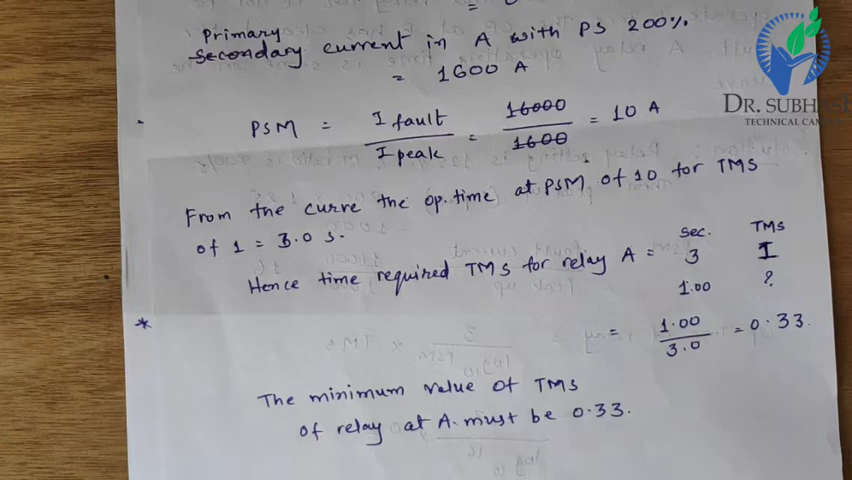 Primary
Secondary current in A with PS 200%
= 1600 A
PSM = I fault / I peak = 16000 / 1600 = 10 A
From the curve the op. time at PSM of 10 for TMS
of 1 = 3.0 s.
Sec. TMS
Hence time required TMS for relay A = 3 1
1.00 ?
= 1.00 / 3.0 = 0.33.
The minimum value of TMS
of relay at A. must be 0.33.
DR. SUBH
TECHNICAL CA